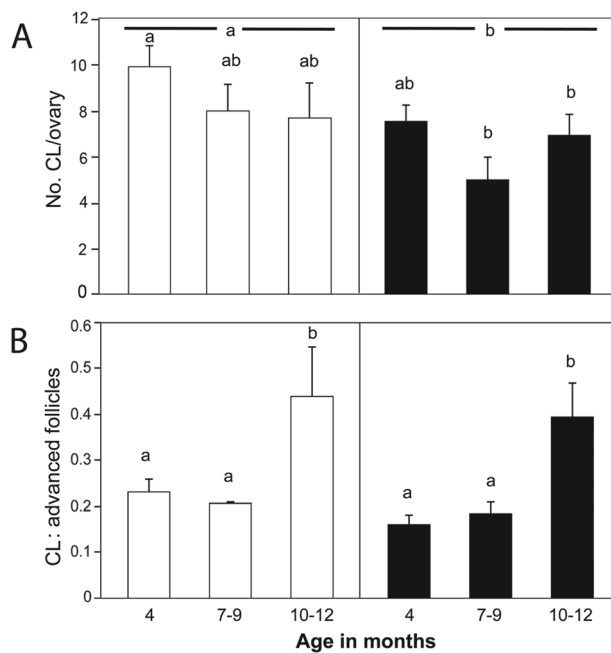 A
No. CL/ovary
12
10
8
6
4
2
0
a
b
a
ab
ab
ab
b
b
B
CL: advanced follicles
0.6
0.5
0.4
0.3
0.2
0.1
0
a
a
b
a
a
b
4 7-9 10-12 4 7-9 10-12
Age in months